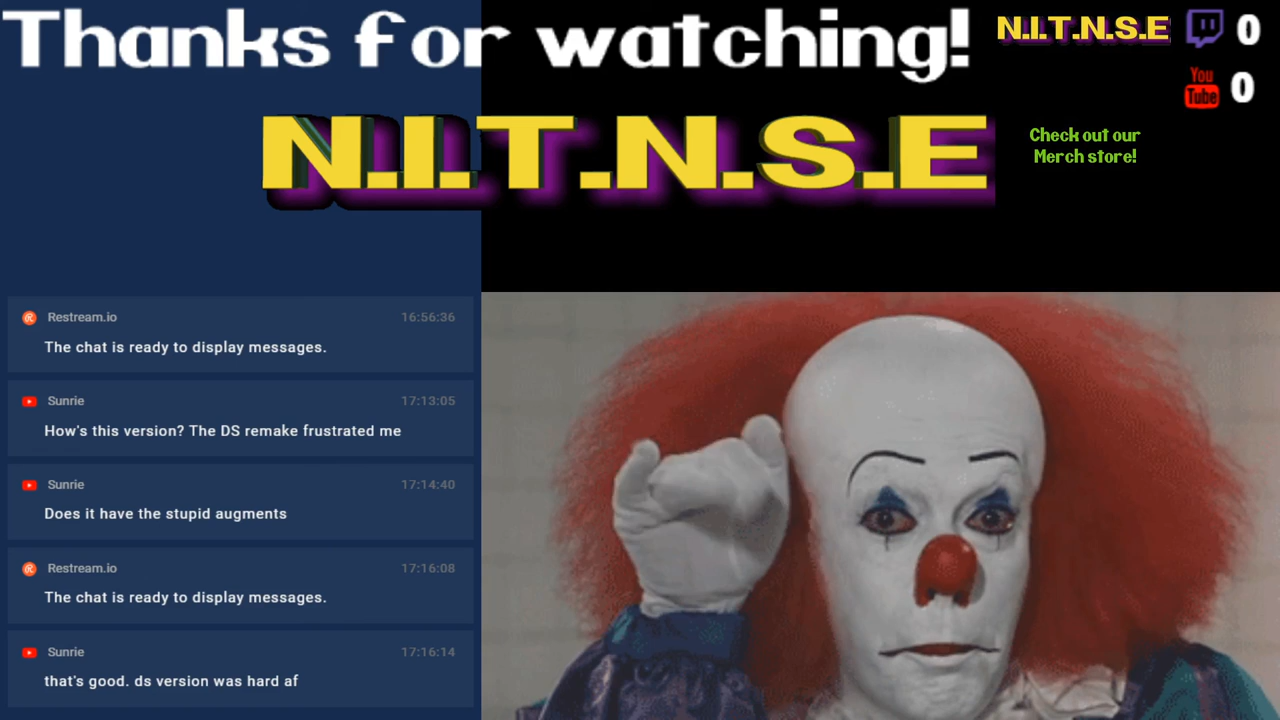 Thanks for watching!
N.I.T.N.S.E 0
You
Tube 0
N.I.T.N.S.E
Check out our
Merch store!
Restream.io 16:56:36
The chat is ready to display messages.
Sunrie 17:13:05
How's this version? The DS remake frustrated me
Sunrie 17:14:40
Does it have the stupid augments
Restream.io 17:16:08
The chat is ready to display messages.
Sunrie 17:16:14
that's good. ds version was hard af